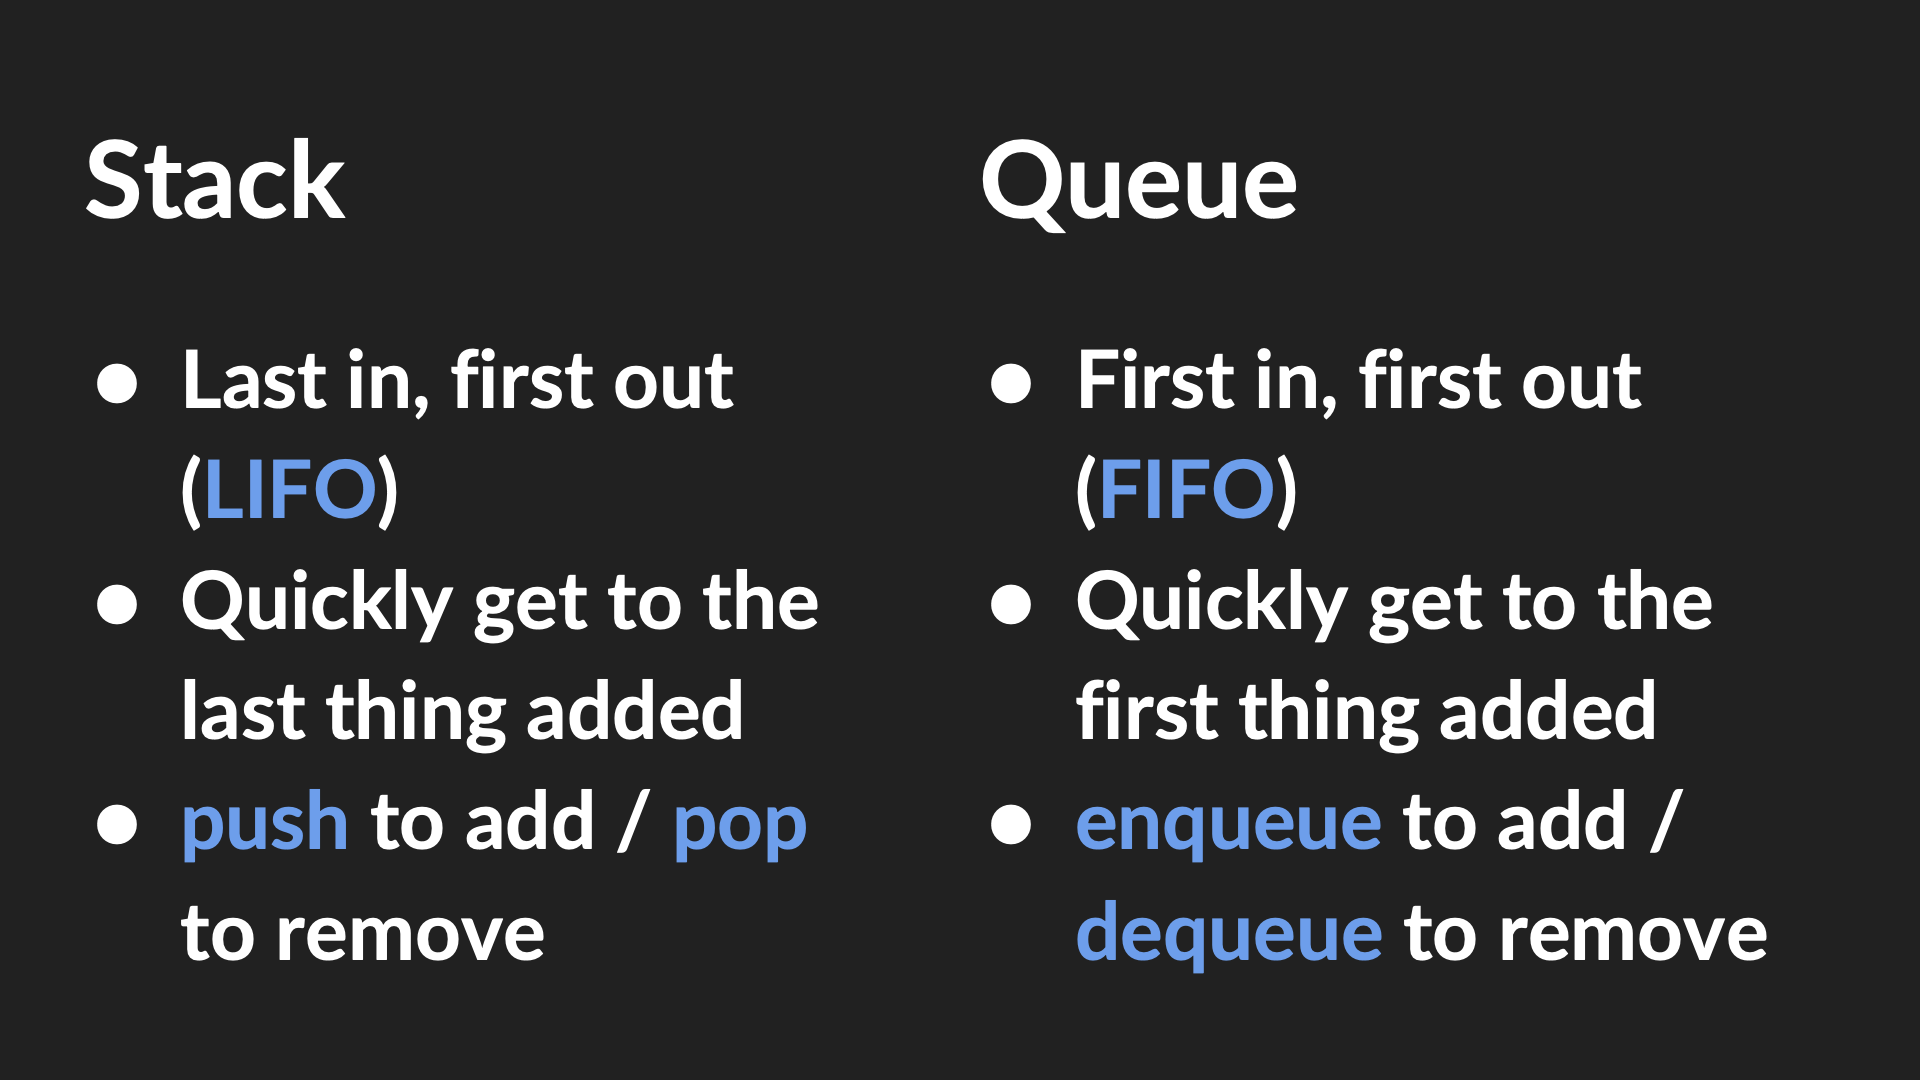 Stack
● Last in, first out
(LIFO)
● Quickly get to the
last thing added
● push to add / pop
to remove
Queue
● First in, first out
(FIFO)
● Quickly get to the
first thing added
● enqueue to add /
dequeue to remove